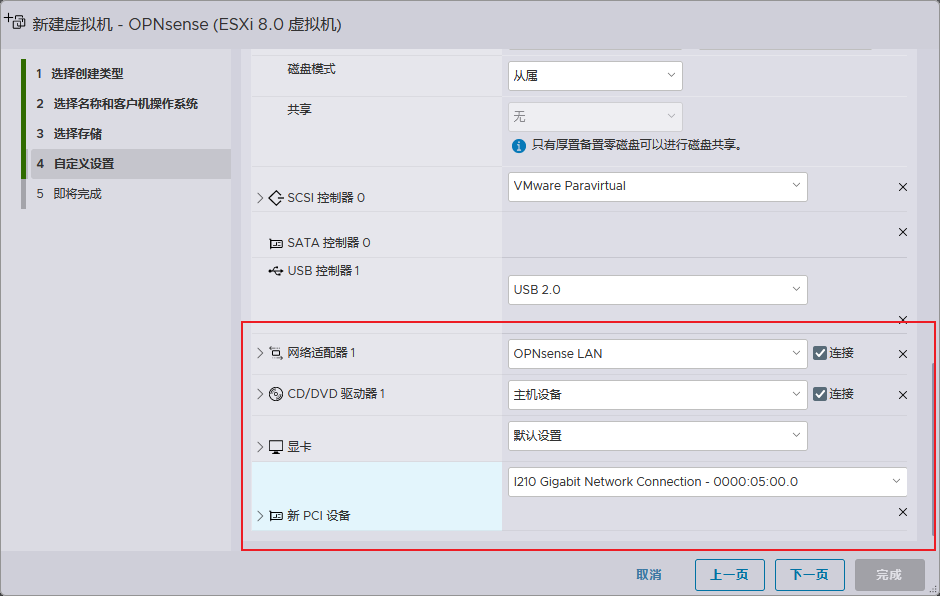 新建虚拟机 - OPNsense (ESXi 8.0 虚拟机)
1 选择创建类型
2 选择名称和客户机操作系统
3 选择存储
4 自定义设置
5 即将完成
磁盘模式
从属
共享
无
只有厚置备置零磁盘可以进行磁盘共享。
SCSI 控制器 0
VMware Paravirtual
SATA 控制器 0
USB 控制器 1
USB 2.0
网络适配器 1
OPNsense LAN
连接
CD/DVD 驱动器 1
主机设备
连接
显卡
默认设置
I210 Gigabit Network Connection - 0000:05:00.0
新 PCI 设备
取消
上一页
下一页
完成